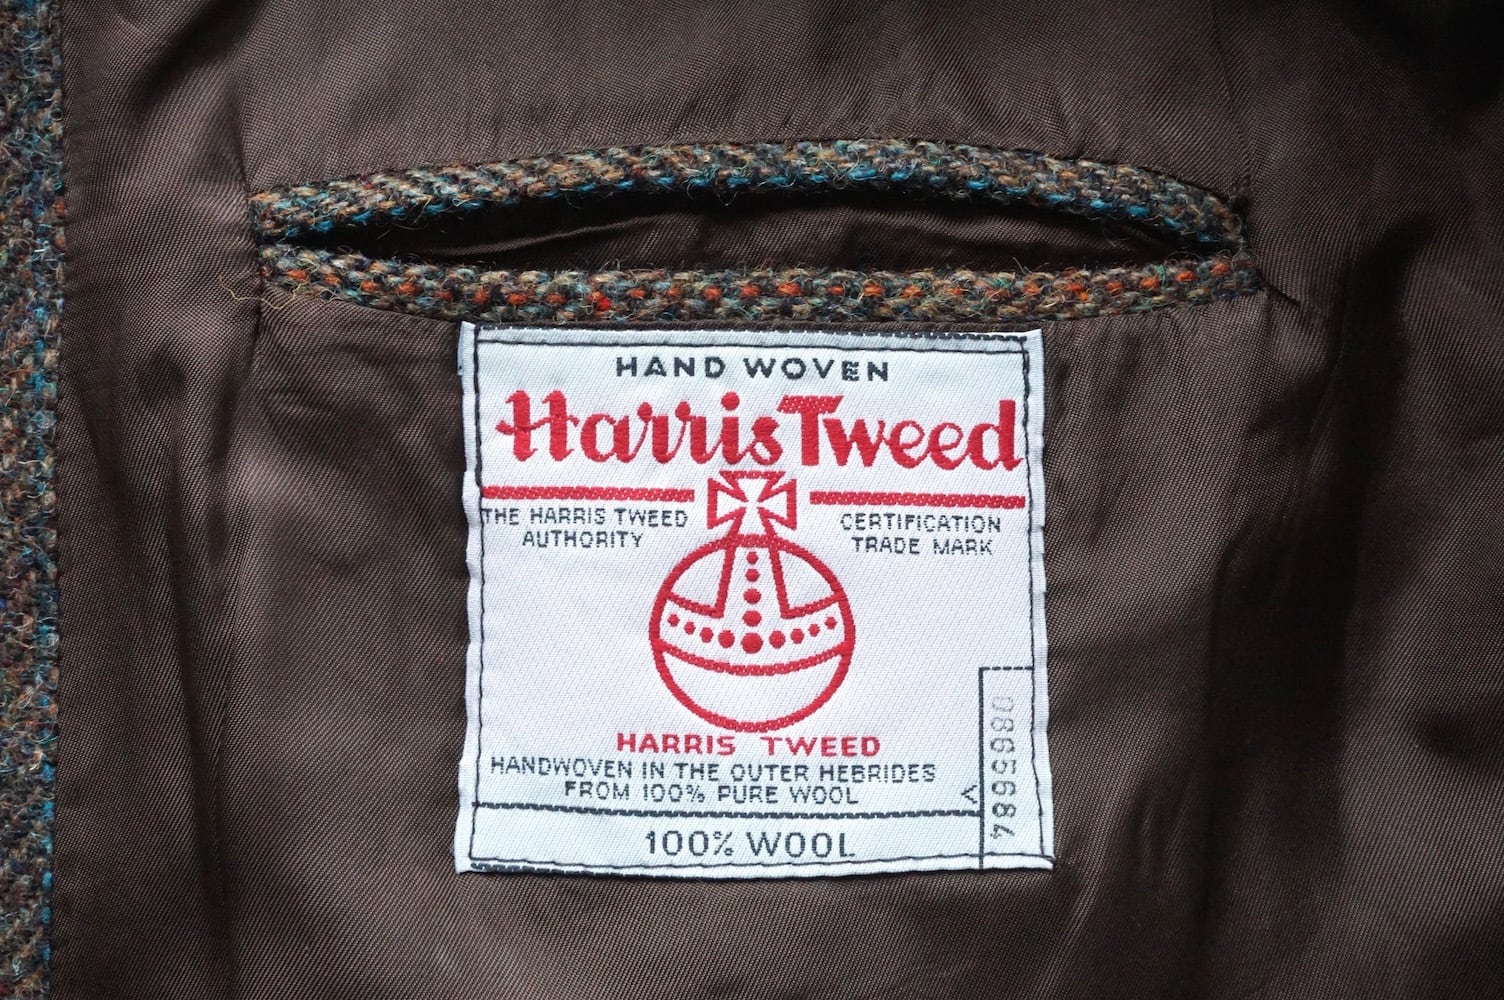 HAND WOVEN
Harris Tweed
THE HARRIS TWEED
AUTHORITY
CERTIFICATION
TRADE MARK
HARRIS TWEED
HANDWOVEN IN THE OUTER HEBRIDES
FROM 100% PURE WOOL
100% WOOL
0865684